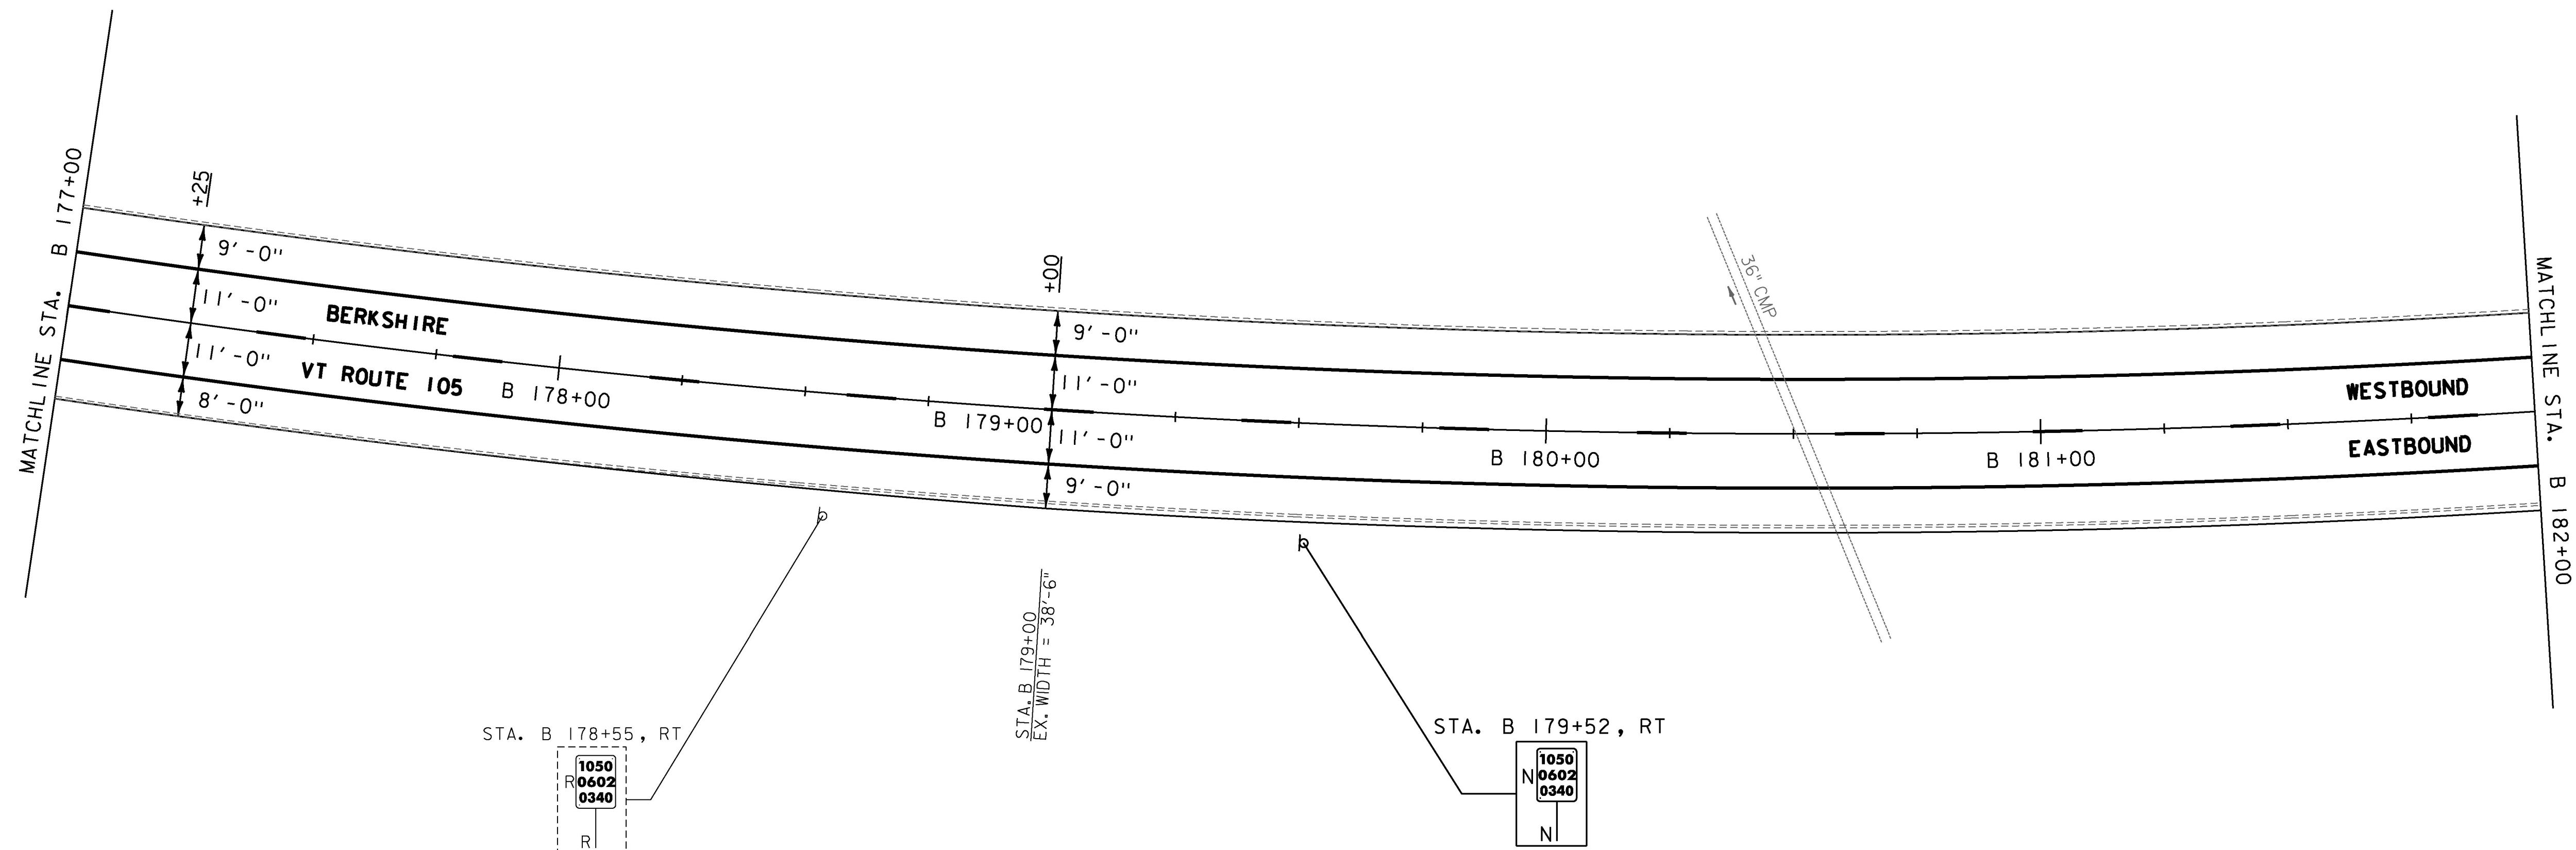 MATCHLINE STA. B 177+00
+25
9'-0"
11'-0"
11'-0"
8'-0"
BERKSHIRE
VT ROUTE 105
B 178+00
B 179+00
+00
9'-0"
11'-0"
11'-0"
9'-0"
B 180+00
36" CMP
B 181+00
WESTBOUND
EASTBOUND
MATCHLINE STA. B 182+00
STA. B 179+00
EX. WIDTH = 38'-6"
STA. B 178+55, RT
1050
R 0602
0340
R
STA. B 179+52, RT
1050
N 0602
0340
N